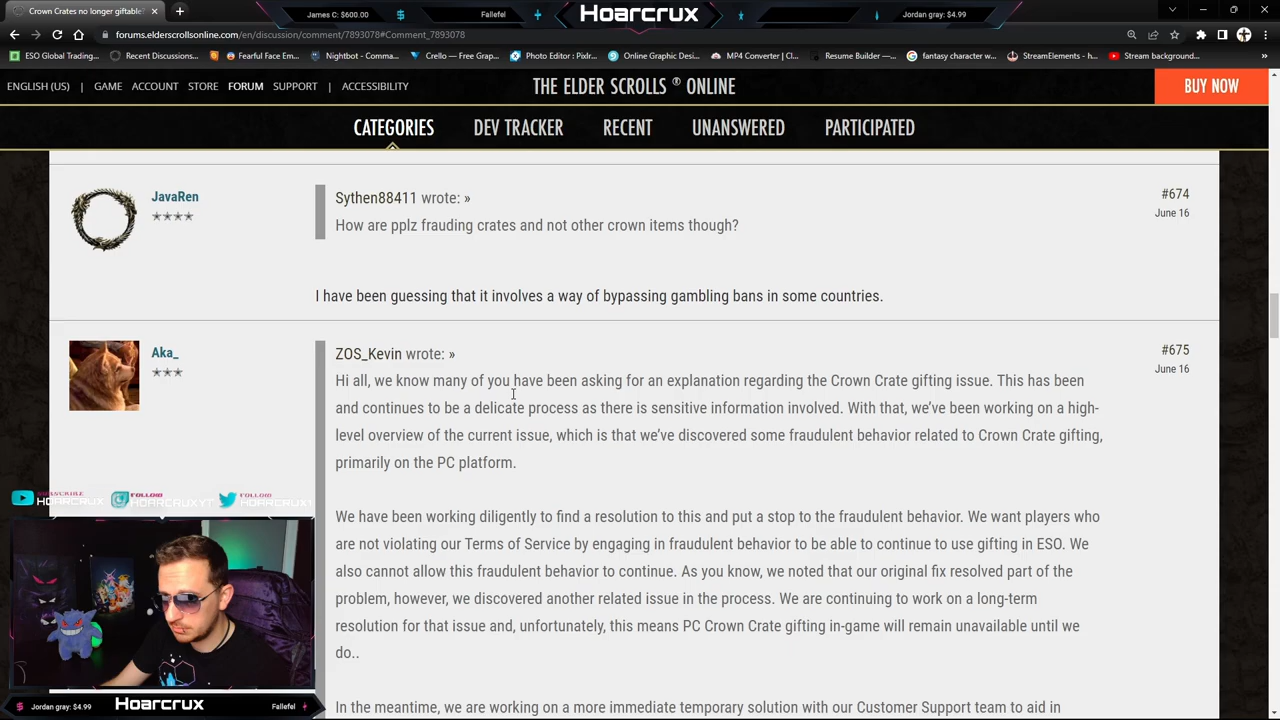 James C: $600.00
Fallefel
Hoarcrux
Jordan gray: $4.99
Crown Crates no longer giftable?
forums.elderscrollsonline.com/en/discussion/comment/7893078#Comment_7893078
ESO Global Trading...
Recent Discussions...
Fearful Face Em...
Nightbot - Comma...
Crello — Free Grap...
Photo Editor : Pixlr...
Online Graphic Desi...
MP4 Converter | Cl...
Resume Builder —...
fantasy character w...
StreamElements - h...
Stream background...
ENGLISH (US) | GAME ACCOUNT STORE FORUM SUPPORT | ACCESSIBILITY
THE ELDER SCROLLS ® ONLINE
BUY NOW
CATEGORIES DEV TRACKER RECENT UNANSWERED PARTICIPATED
JavaRen
Sythen88411 wrote: »
#674
June 16
How are pplz frauding crates and not other crown items though?
I have been guessing that it involves a way of bypassing gambling bans in some countries.
Aka_
ZOS_Kevin wrote: »
#675
June 16
Hi all, we know many of you have been asking for an explanation regarding the Crown Crate gifting issue. This has been
and continues to be a delicate process as there is sensitive information involved. With that, we've been working on a high-
level overview of the current issue, which is that we've discovered some fraudulent behavior related to Crown Crate gifting,
primarily on the PC platform.
We have been working diligently to find a resolution to this and put a stop to the fraudulent behavior. We want players who
are not violating our Terms of Service by engaging in fraudulent behavior to be able to continue to use gifting in ESO. We
also cannot allow this fraudulent behavior to continue. As you know, we noted that our original fix resolved part of the
problem, however, we discovered another related issue in the process. We are continuing to work on a long-term
resolution for that issue and, unfortunately, this means PC Crown Crate gifting in-game will remain unavailable until we
do..
In the meantime, we are working on a more immediate temporary solution with our Customer Support team to aid in
SUBSCRIBE
HOARCRUX
FOLLOW
HOARCRUXYT
FOLLOW
HOARCRUX1
Jordan gray: $4.99
Hoarcrux
Fallefel